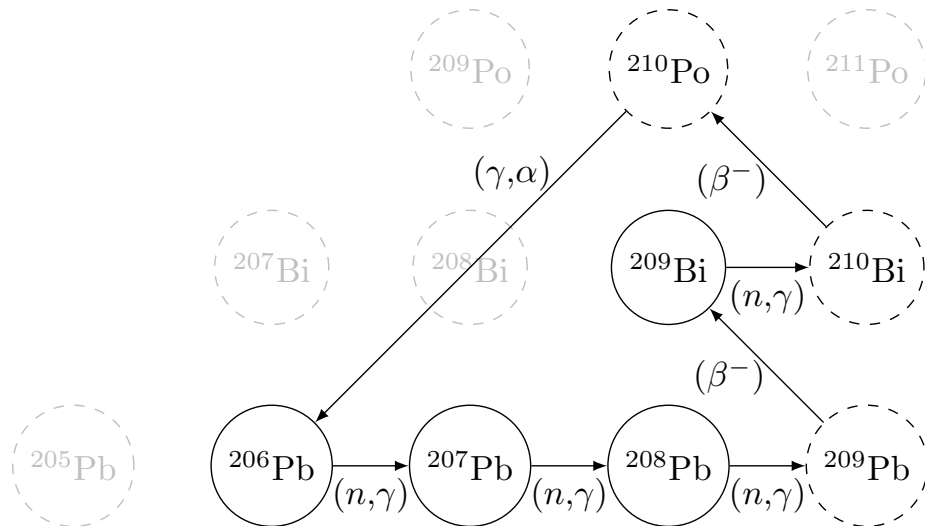 ²⁰⁹Po ²¹⁰Po ²¹¹Po
(γ,α) (β⁻)
²⁰⁷Bi ²⁰⁸Bi ²⁰⁹Bi ²¹⁰Bi
(n,γ)
(β⁻)
²⁰⁵Pb ²⁰⁶Pb ²⁰⁷Pb ²⁰⁸Pb ²⁰⁹Pb
(n,γ) (n,γ) (n,γ)